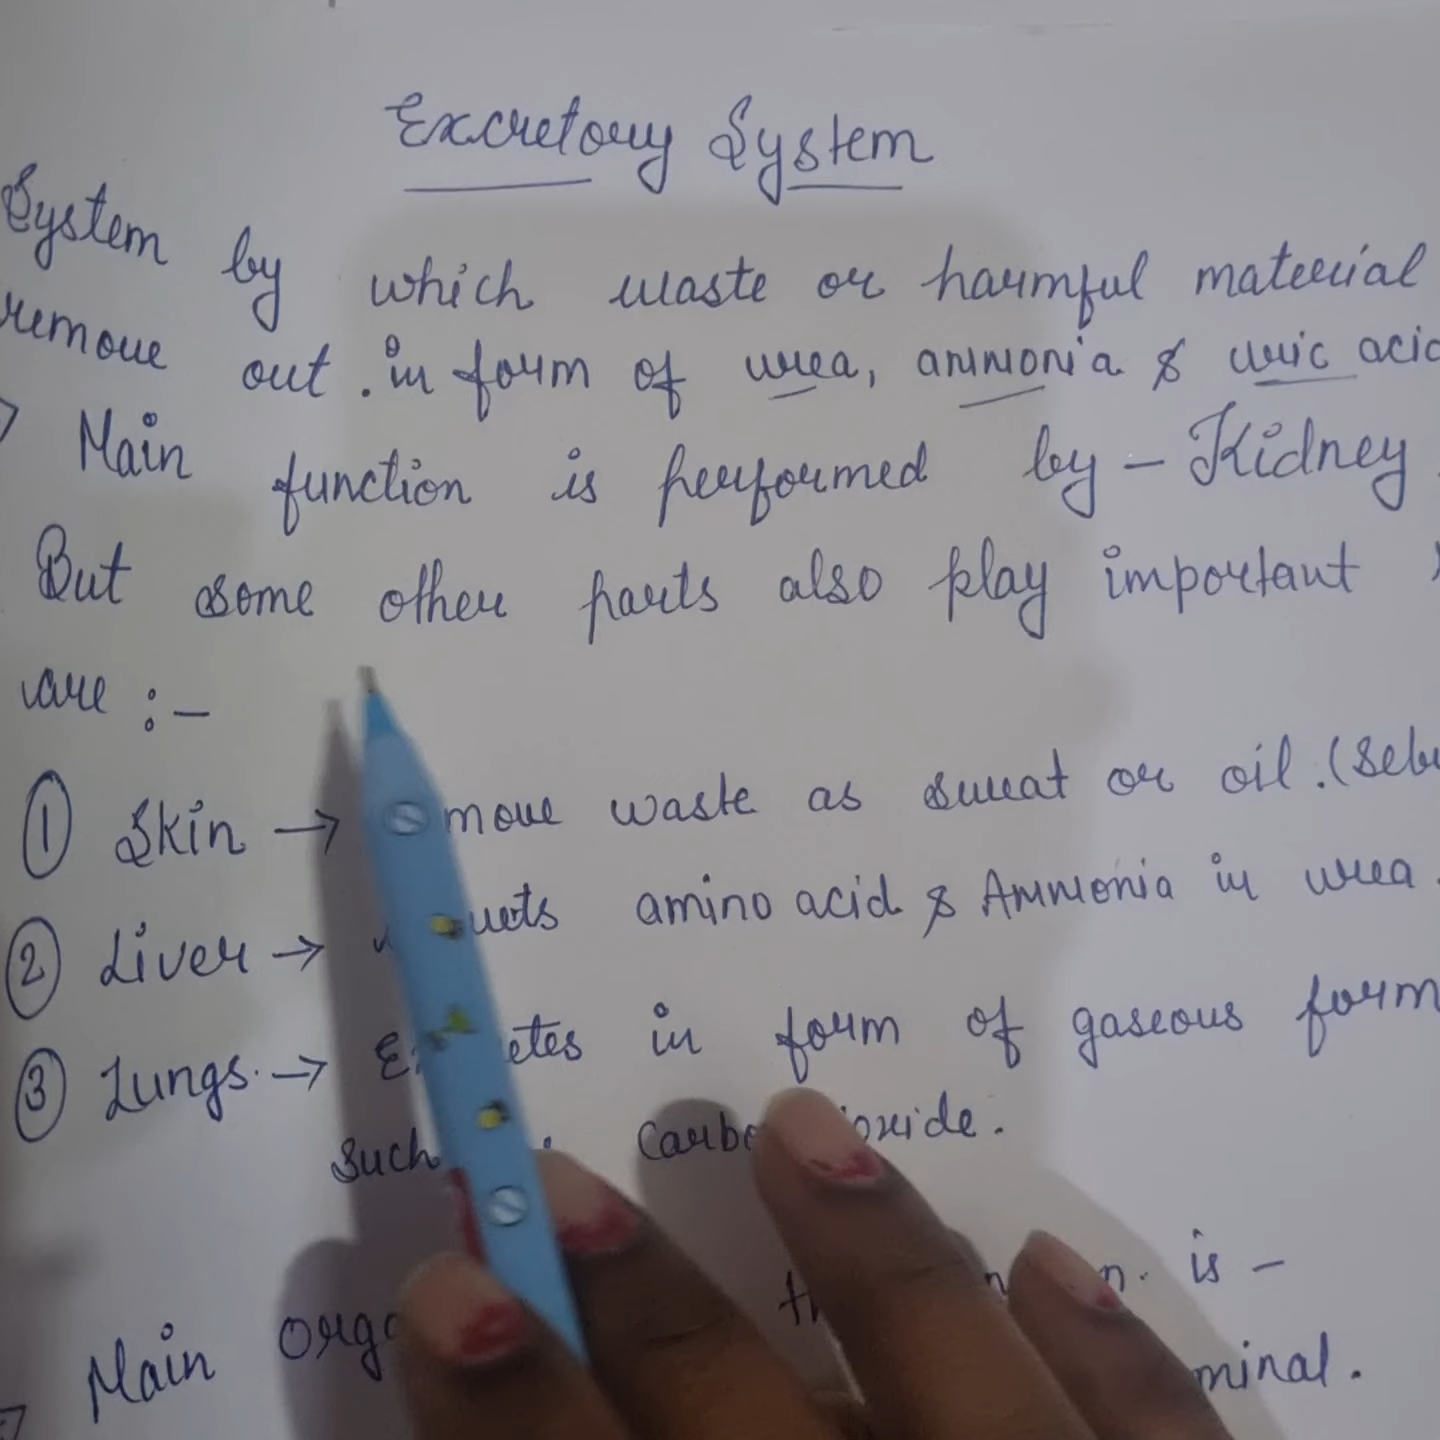 Excretory System
System by which waste or harmful material
remove out . in form of urea, ammonia & uric acid
Main function is performed by - Kidney
But some other parts also play important
are :-
① Skin → move waste as sweat or oil. (Seb
② Liver → amino acid & Ammonia in urea.
③ Lungs. → in form of gaseous form
such
Main is -